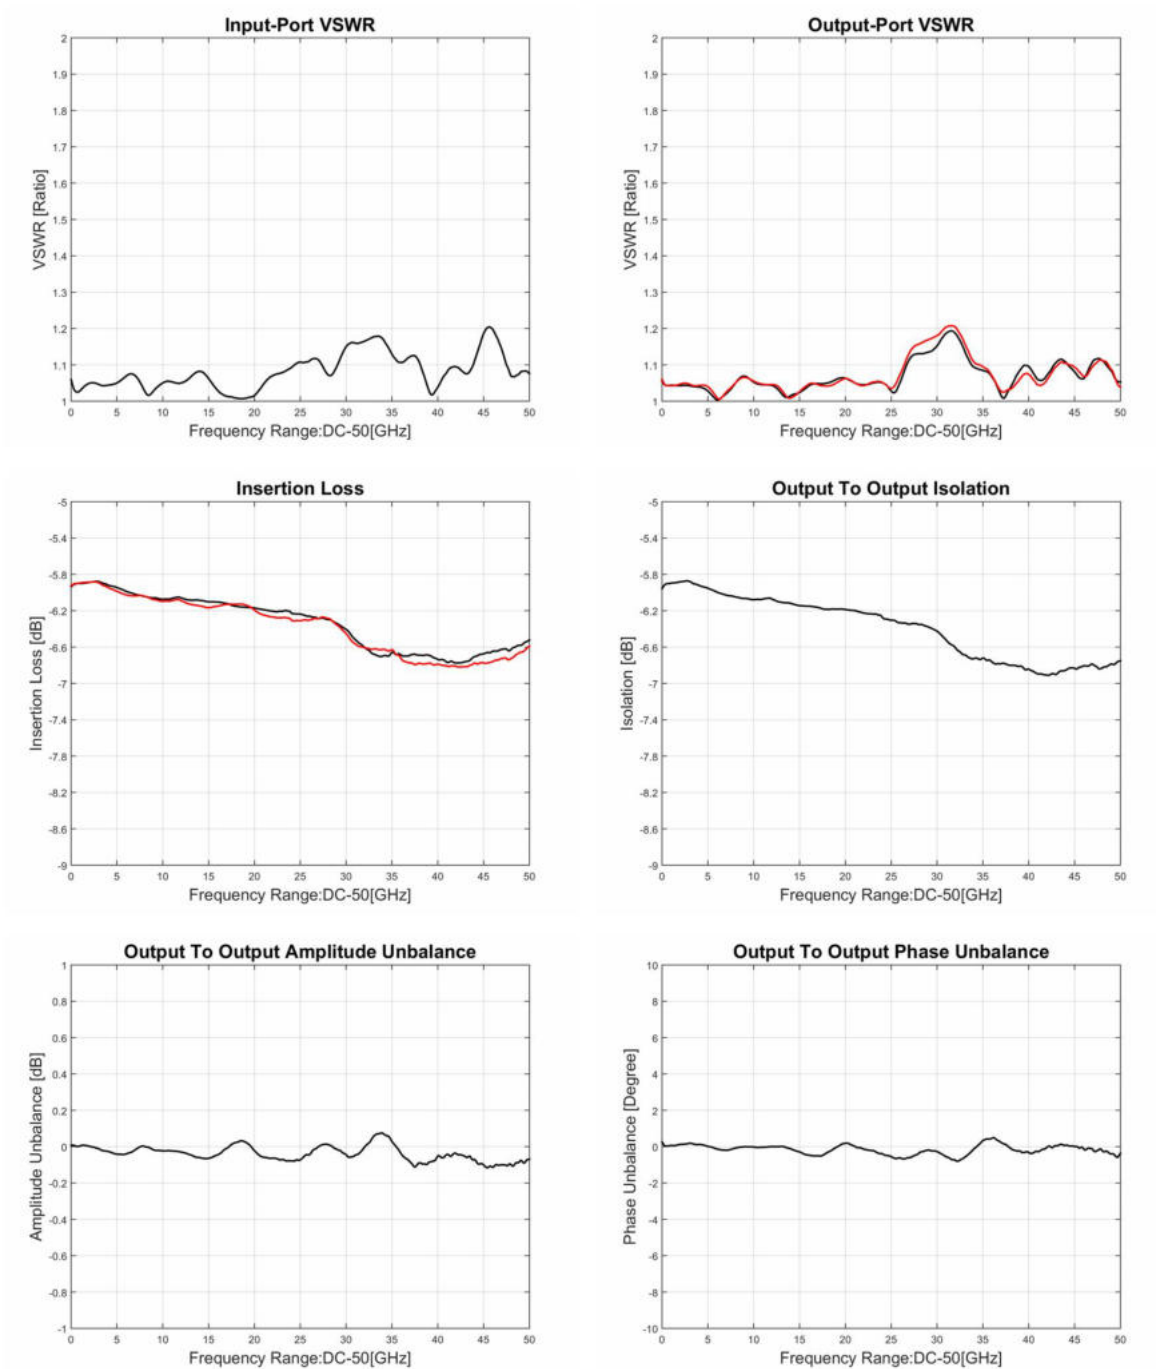 Input-Port VSWR
2
1.9
1.8
1.7
1.6
1.5
1.4
1.3
1.2
1.1
1
VSWR [Ratio]
0 5 10 15 20 25 30 35 40 45 50
Frequency Range:DC-50[GHz]
Output-Port VSWR
2
1.9
1.8
1.7
1.6
1.5
1.4
1.3
1.2
1.1
1
VSWR [Ratio]
0 5 10 15 20 25 30 35 40 45 50
Frequency Range:DC-50[GHz]
Insertion Loss
-5
-5.4
-5.8
-6.2
-6.6
-7
-7.4
-7.8
-8.2
-8.6
-9
Insertion Loss [dB]
0 5 10 15 20 25 30 35 40 45 50
Frequency Range:DC-50[GHz]
Output To Output Isolation
-5
-5.4
-5.8
-6.2
-6.6
-7
-7.4
-7.8
-8.2
-8.6
-9
Isolation [dB]
0 5 10 15 20 25 30 35 40 45 50
Frequency Range:DC-50[GHz]
Output To Output Amplitude Unbalance
1
0.8
0.6
0.4
0.2
0
-0.2
-0.4
-0.6
-0.8
-1
Amplitude Unbalance [dB]
0 5 10 15 20 25 30 35 40 45 50
Frequency Range:DC-50[GHz]
Output To Output Phase Unbalance
10
8
6
4
2
0
-2
-4
-6
-8
-10
Phase Unbalance [Degree]
0 5 10 15 20 25 30 35 40 45 50
Frequency Range:DC-50[GHz]